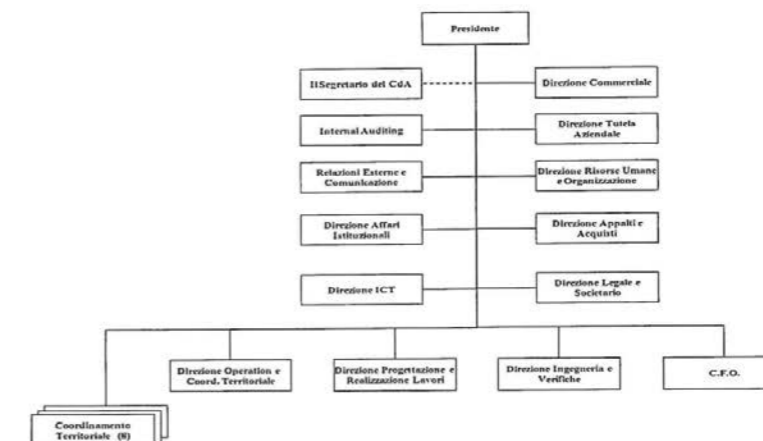 Presidente
Il Segretario del CdA
Direzione Commerciale
Internal Auditing
Direzione Tutela
Aziendale
Relazioni Esterne e
Comunicazione
Direzione Risorse Umane
e Organizzazione
Direzione Affari
Istituzionali
Direzione Appalti e
Acquisti
Direzione ICT
Direzione Legale e
Societario
Direzione Operation e
Coord. Territoriale
Direzione Progettazione e
Realizzazione Lavori
Direzione Ingegneria e
Verifiche
C.F.O.
Coordinamento
Territoriale (8)